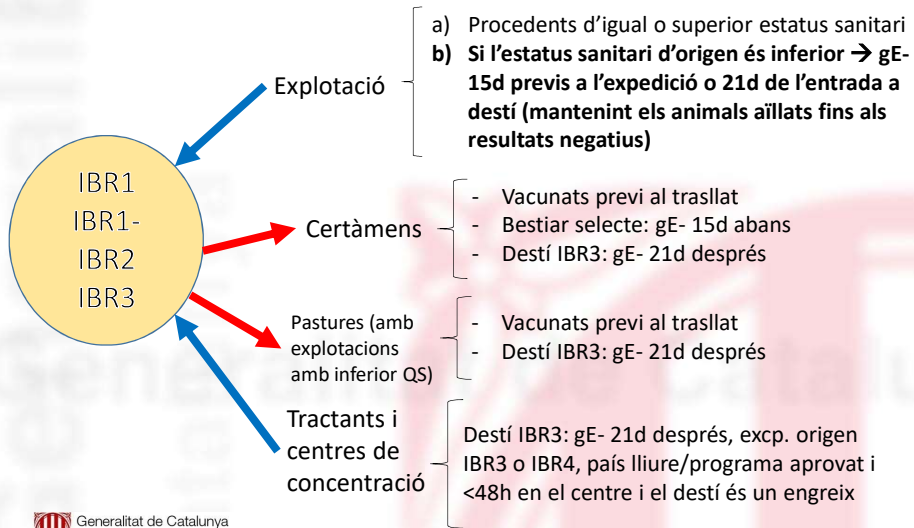 a) Procedents d'igual o superior estatus sanitari
b) Si l'estatus sanitari d'origen és inferior → gE-
15d previs a l'expedició o 21d de l'entrada a
destí (mantenint els animals aïllats fins als
resultats negatius)
Explotació
IBR1
IBR1-
IBR2
IBR3
Certàmens
- Vacunats previ al trasllat
- Bestiar selecte: gE- 15d abans
- Destí IBR3: gE- 21d després
Pastures (amb
explotacions
amb inferior QS)
- Vacunats previ al trasllat
- Destí IBR3: gE- 21d després
Tractants i
centres de
concentració
Destí IBR3: gE- 21d després, excp. origen
IBR3 o IBR4, país lliure/programa aprovat i
<48h en el centre i el destí és un engreix
Generalitat de Catalunya